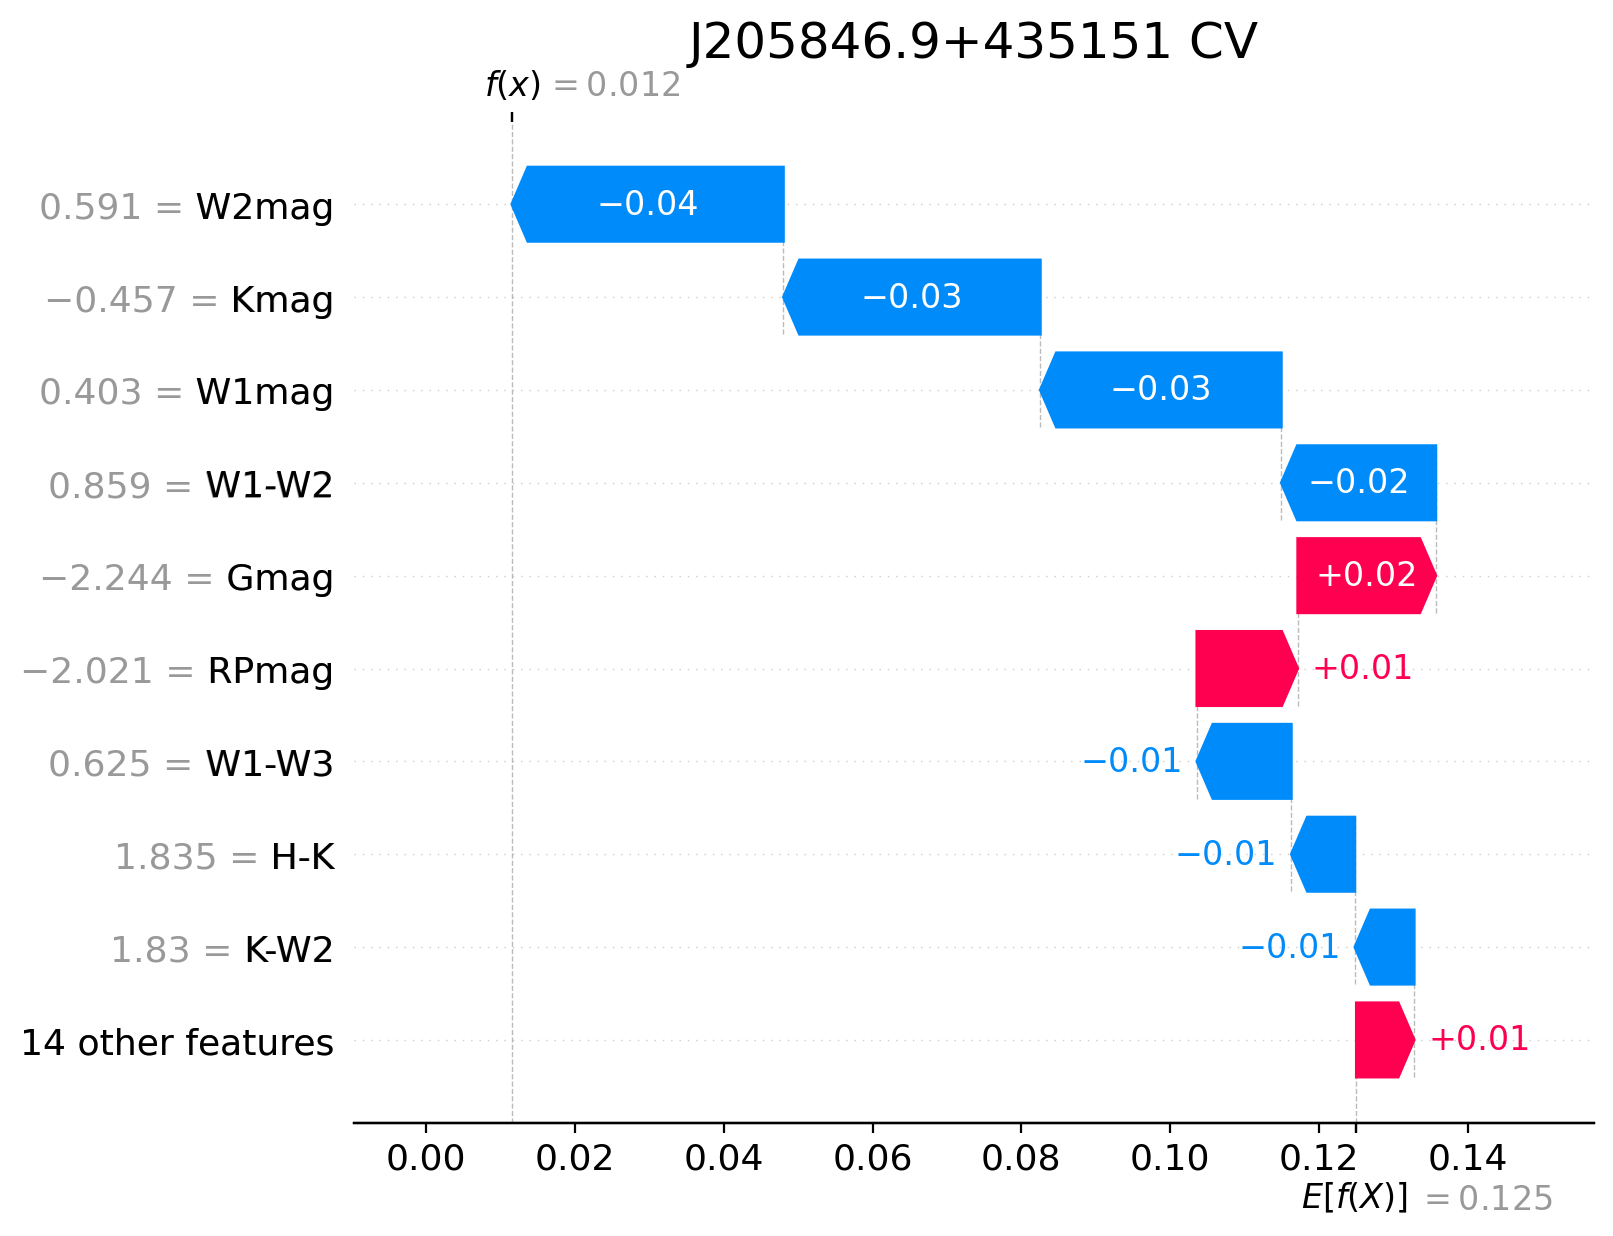 J205846.9+435151 CV
f(x) = 0.012
0.591 = W2mag
−0.04
−0.457 = Kmag
−0.03
0.403 = W1mag
−0.03
0.859 = W1-W2
−0.02
−2.244 = Gmag
+0.02
−2.021 = RPmag
+0.01
0.625 = W1-W3
−0.01
1.835 = H-K
−0.01
1.83 = K-W2
−0.01
14 other features
+0.01
0.00 0.02 0.04 0.06 0.08 0.10 0.12 0.14
E[f(X)] = 0.125